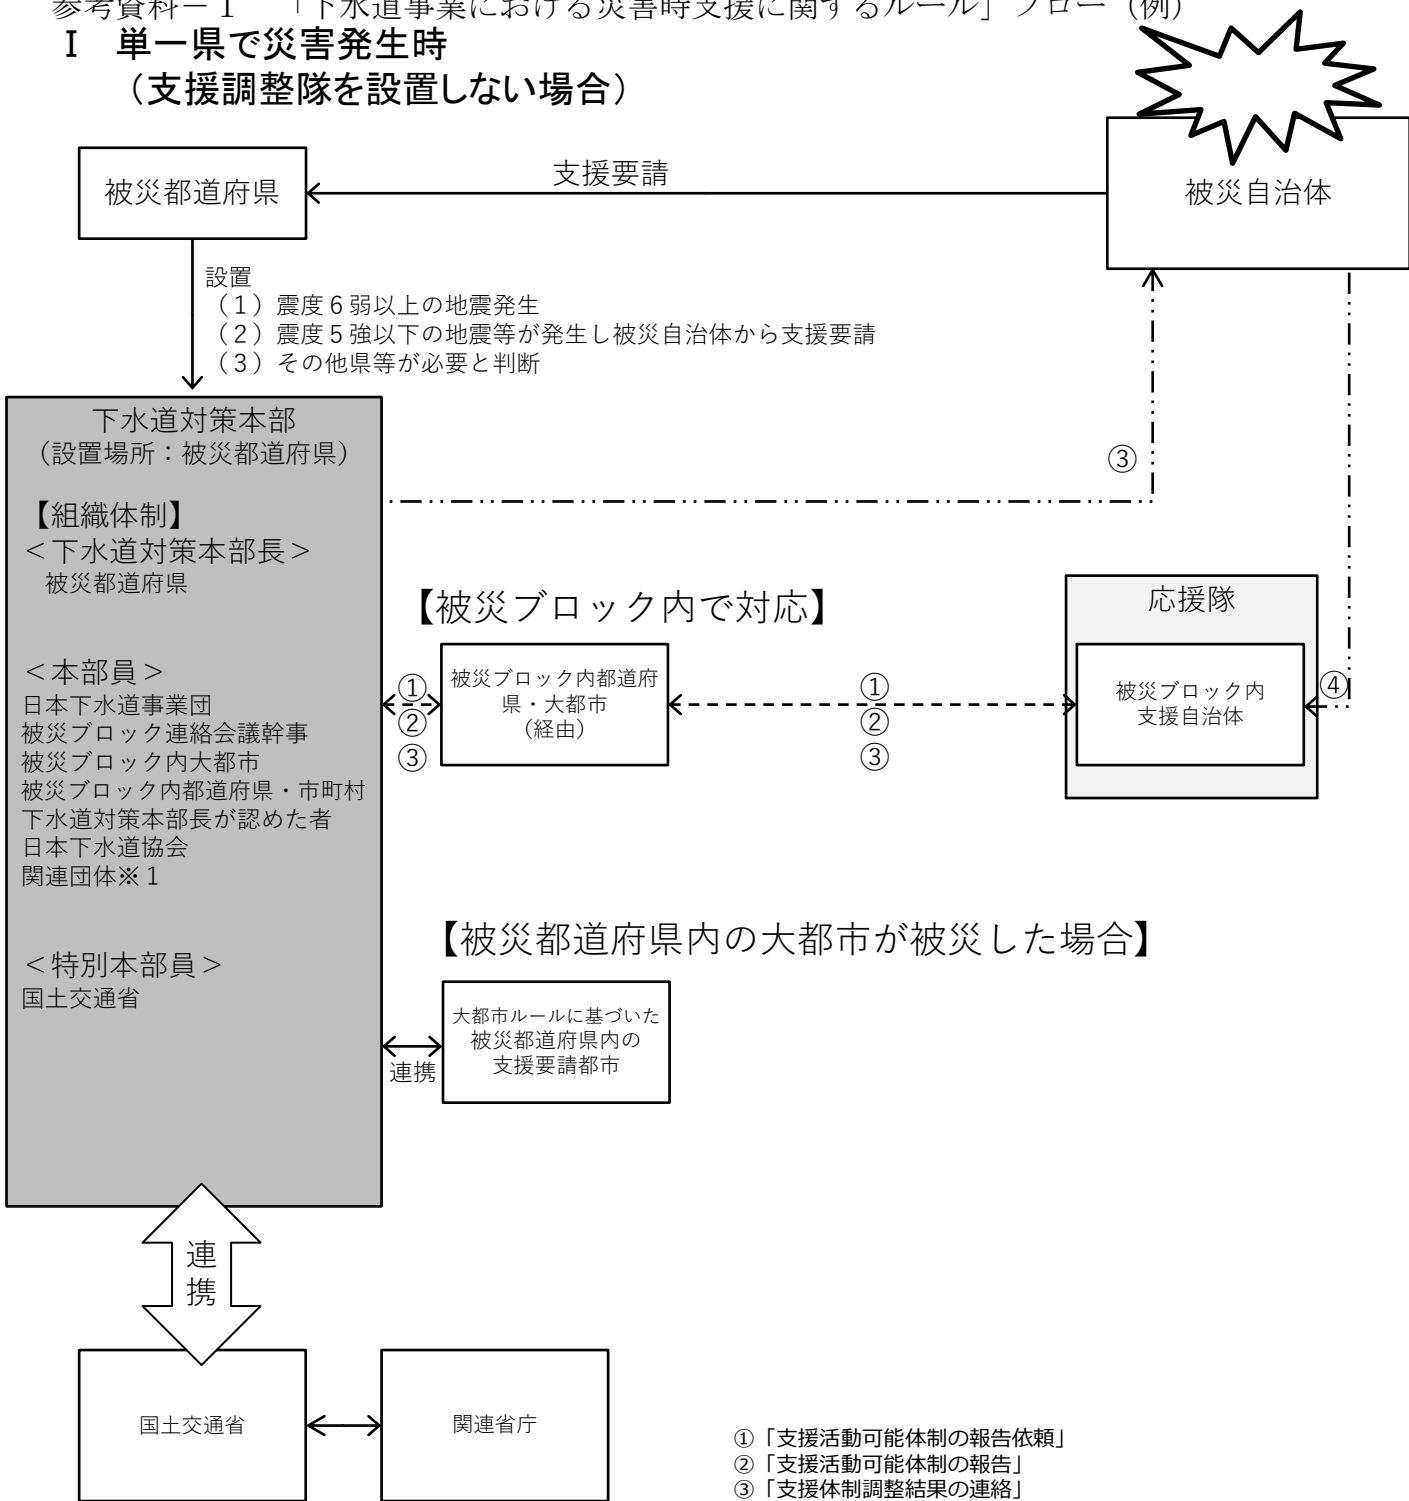 参考資料－１　「下水道事業における災害時支援に関するルール」フロー（例）
Ⅰ　単一県で災害発生時
（支援調整隊を設置しない場合）
被災都道府県
支援要請
被災自治体
設置
（１）震度６弱以上の地震発生
（２）震度５強以下の地震等が発生し被災自治体から支援要請
（３）その他県等が必要と判断
下水道対策本部
（設置場所：被災都道府県）
【組織体制】
＜下水道対策本部長＞
被災都道府県
＜本部員＞
日本下水道事業団
被災ブロック連絡会議幹事
被災ブロック内大都市
被災ブロック内都道府県・市町村
下水道対策本部長が認めた者
日本下水道協会
関連団体※１
＜特別本部員＞
国土交通省
③
【被災ブロック内で対応】
①
②
③
被災ブロック内都道府
県・大都市
（経由）
①
②
③
応援隊
被災ブロック内
支援自治体
④
【被災都道府県内の大都市が被災した場合】
連携
大都市ルールに基づいた
被災都道府県内の
支援要請都市
連
携
国土交通省
関連省庁
①「支援活動可能体制の報告依頼」
②「支援活動可能体制の報告」
③「支援体制調整結果の連絡」